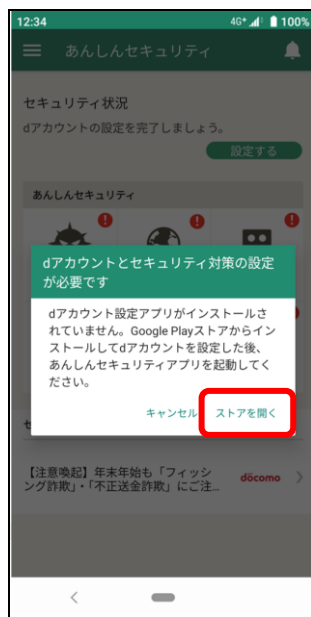 12:34
4G+ 100%
あんしんセキュリティ
セキュリティ状況
dアカウントの設定を完了しましょう。
設定する
あんしんセキュリティ
dアカウントとセキュリティ対策の設定
が必要です
dアカウント設定アプリがインストールさ
れていません。Google Playストアからイン
ストールしてdアカウントを設定した後、
あんしんセキュリティアプリを起動してく
ださい。
キャンセル
ストアを開く
セ
【注意喚起】年末年始も「フィッシ
ング詐欺」・「不正送金詐欺」にご注...
döcomo